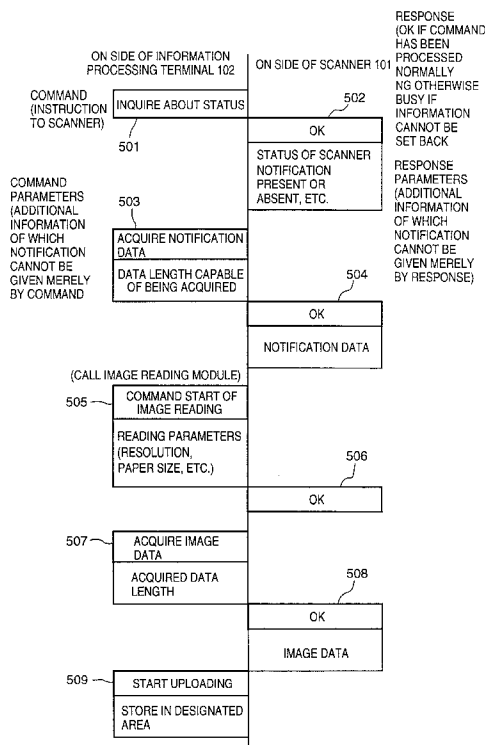 RESPONSE
(OK IF COMMAND
HAS BEEN
PROCESSED
NORMALLY
NG OTHERWISE
BUSY IF
INFORMATION
CANNOT BE
SET BACK
ON SIDE OF INFORMATION
PROCESSING TERMINAL 102
ON SIDE OF SCANNER 101
COMMAND
(INSTRUCTION
TO SCANNER)
INQUIRE ABOUT STATUS
501
502
OK
STATUS OF SCANNER
NOTIFICATION
PRESENT OR
ABSENT, ETC.
RESPONSE
PARAMETERS
(ADDITIONAL
INFORMATION
OF WHICH
NOTIFICATION
CANNOT BE
GIVEN MERELY
BY RESPONSE)
COMMAND
PARAMETERS
(ADDITIONAL
INFORMATION
OF WHICH
NOTIFICATION
CANNOT BE
GIVEN MERELY
BY COMMAND
503
ACQUIRE NOTIFICATION
DATA
DATA LENGTH CAPABLE
OF BEING ACQUIRED
504
OK
NOTIFICATION DATA
(CALL IMAGE READING MODULE)
505
COMMAND START OF
IMAGE READING
READING PARAMETERS
(RESOLUTION,
PAPER SIZE, ETC.)
506
OK
507
ACQUIRE IMAGE
DATA
ACQUIRED DATA
LENGTH
508
OK
IMAGE DATA
509
START UPLOADING
STORE IN DESIGNATED
AREA